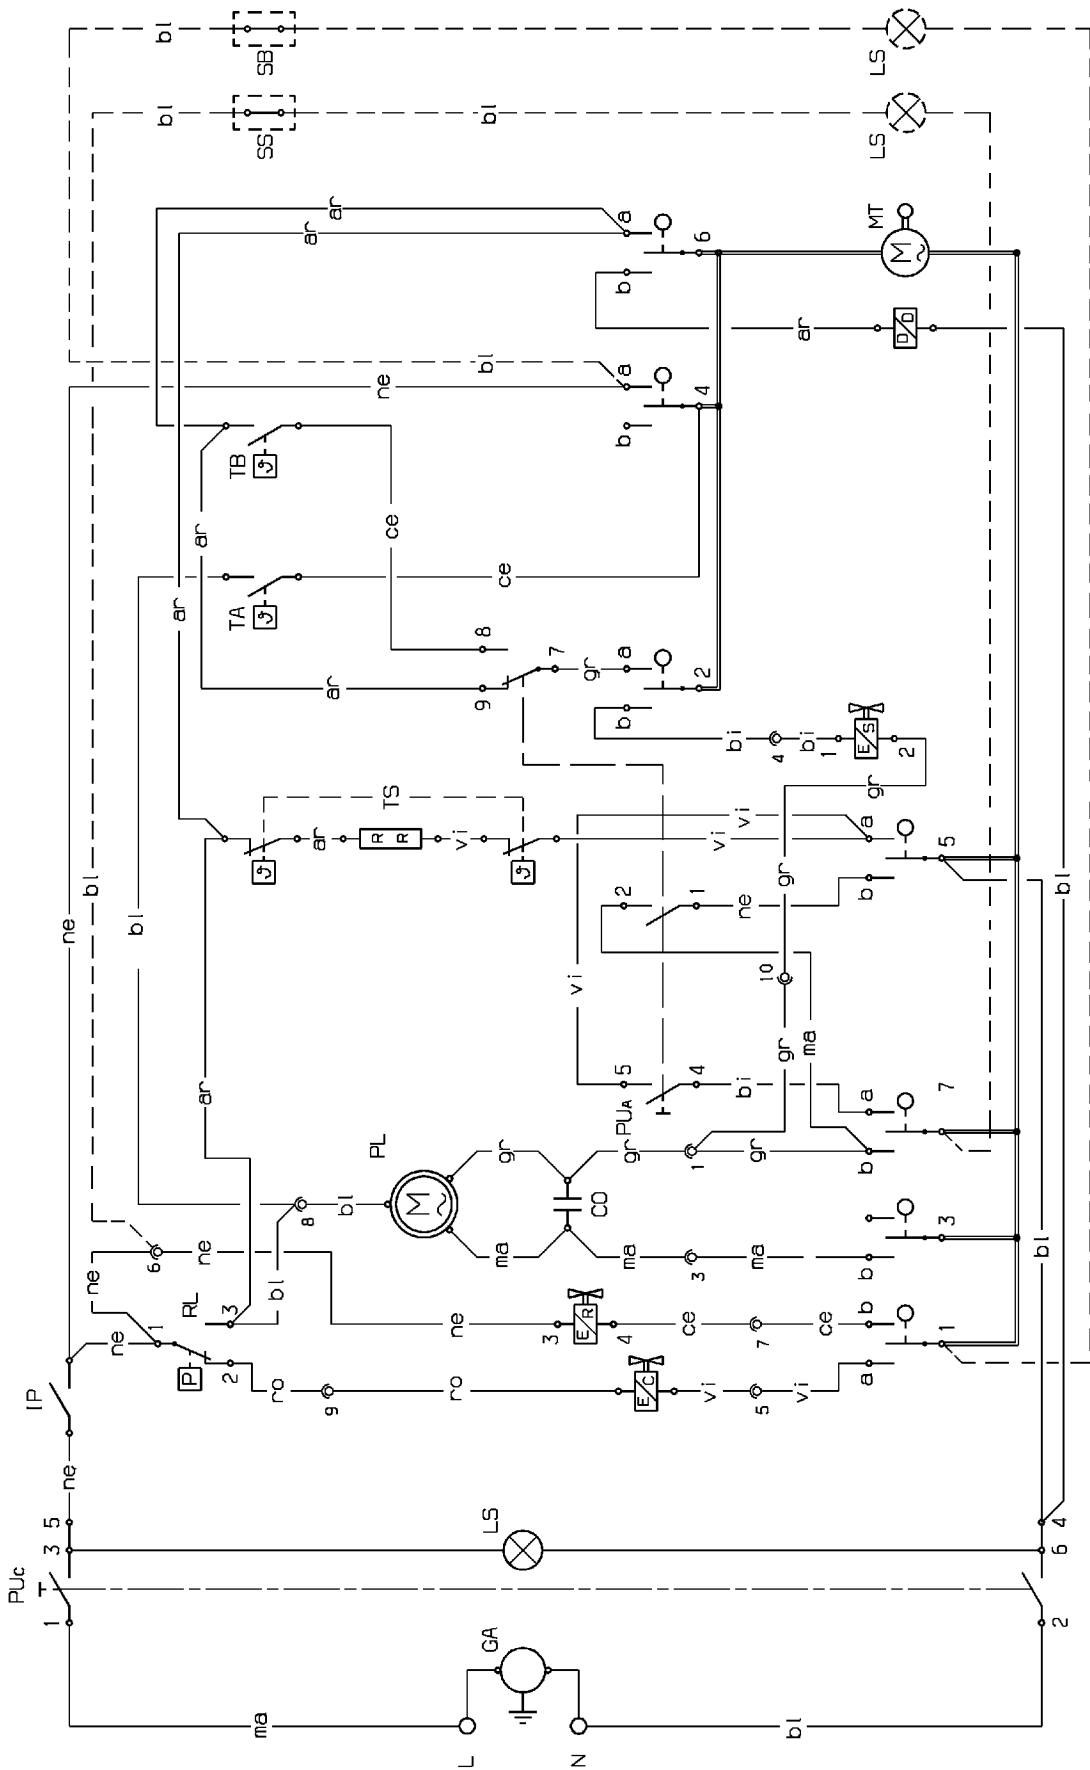 PUc
IP
1
3
5
ne
ne
ne
bl
ne
bl
1
6
bl
bl
P
ar
RL
ne
ar
ar
2
3
TA
TB
ma
ϑ
ϑ
ϑ
SS
SB
ro
bl
8
ar
ar
9
ar
ar
bl
PL
R
ne
TS
ce
R
M
ro
ne
vi
L
9
8
bl
bl
GA
LS
ma
gr
ce
ϑ
3
7
N
E
R
vi
gr
CO
4
2
5
b
a
b
a
b
a
PUA
ma
gr
E
C
ce
1
3
1
4
2
4
6
vi
ne
bi
vi
bi
5
7
4
10
gr
gr
gr
bl
vi
ce
ma
gr
ma
bi
ar
1
E
S
a
b
b
b
a
b
a
gr
LS
LS
2
MT
D
D
M
1
3
7
5
bl
2
6
4
bl